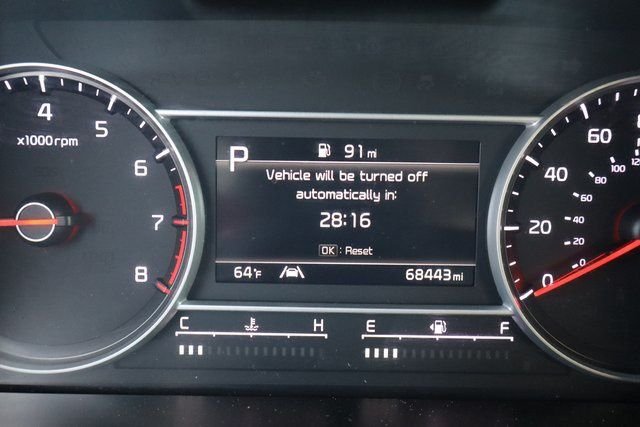 4
x1000rpm
5
6
7
8
P
91 mi
Vehicle will be turned off
automatically in:
28:16
OK : Reset
64°F
68443 mi
C
H
E
F
60
40
20
0
100
80
60
40
20
0